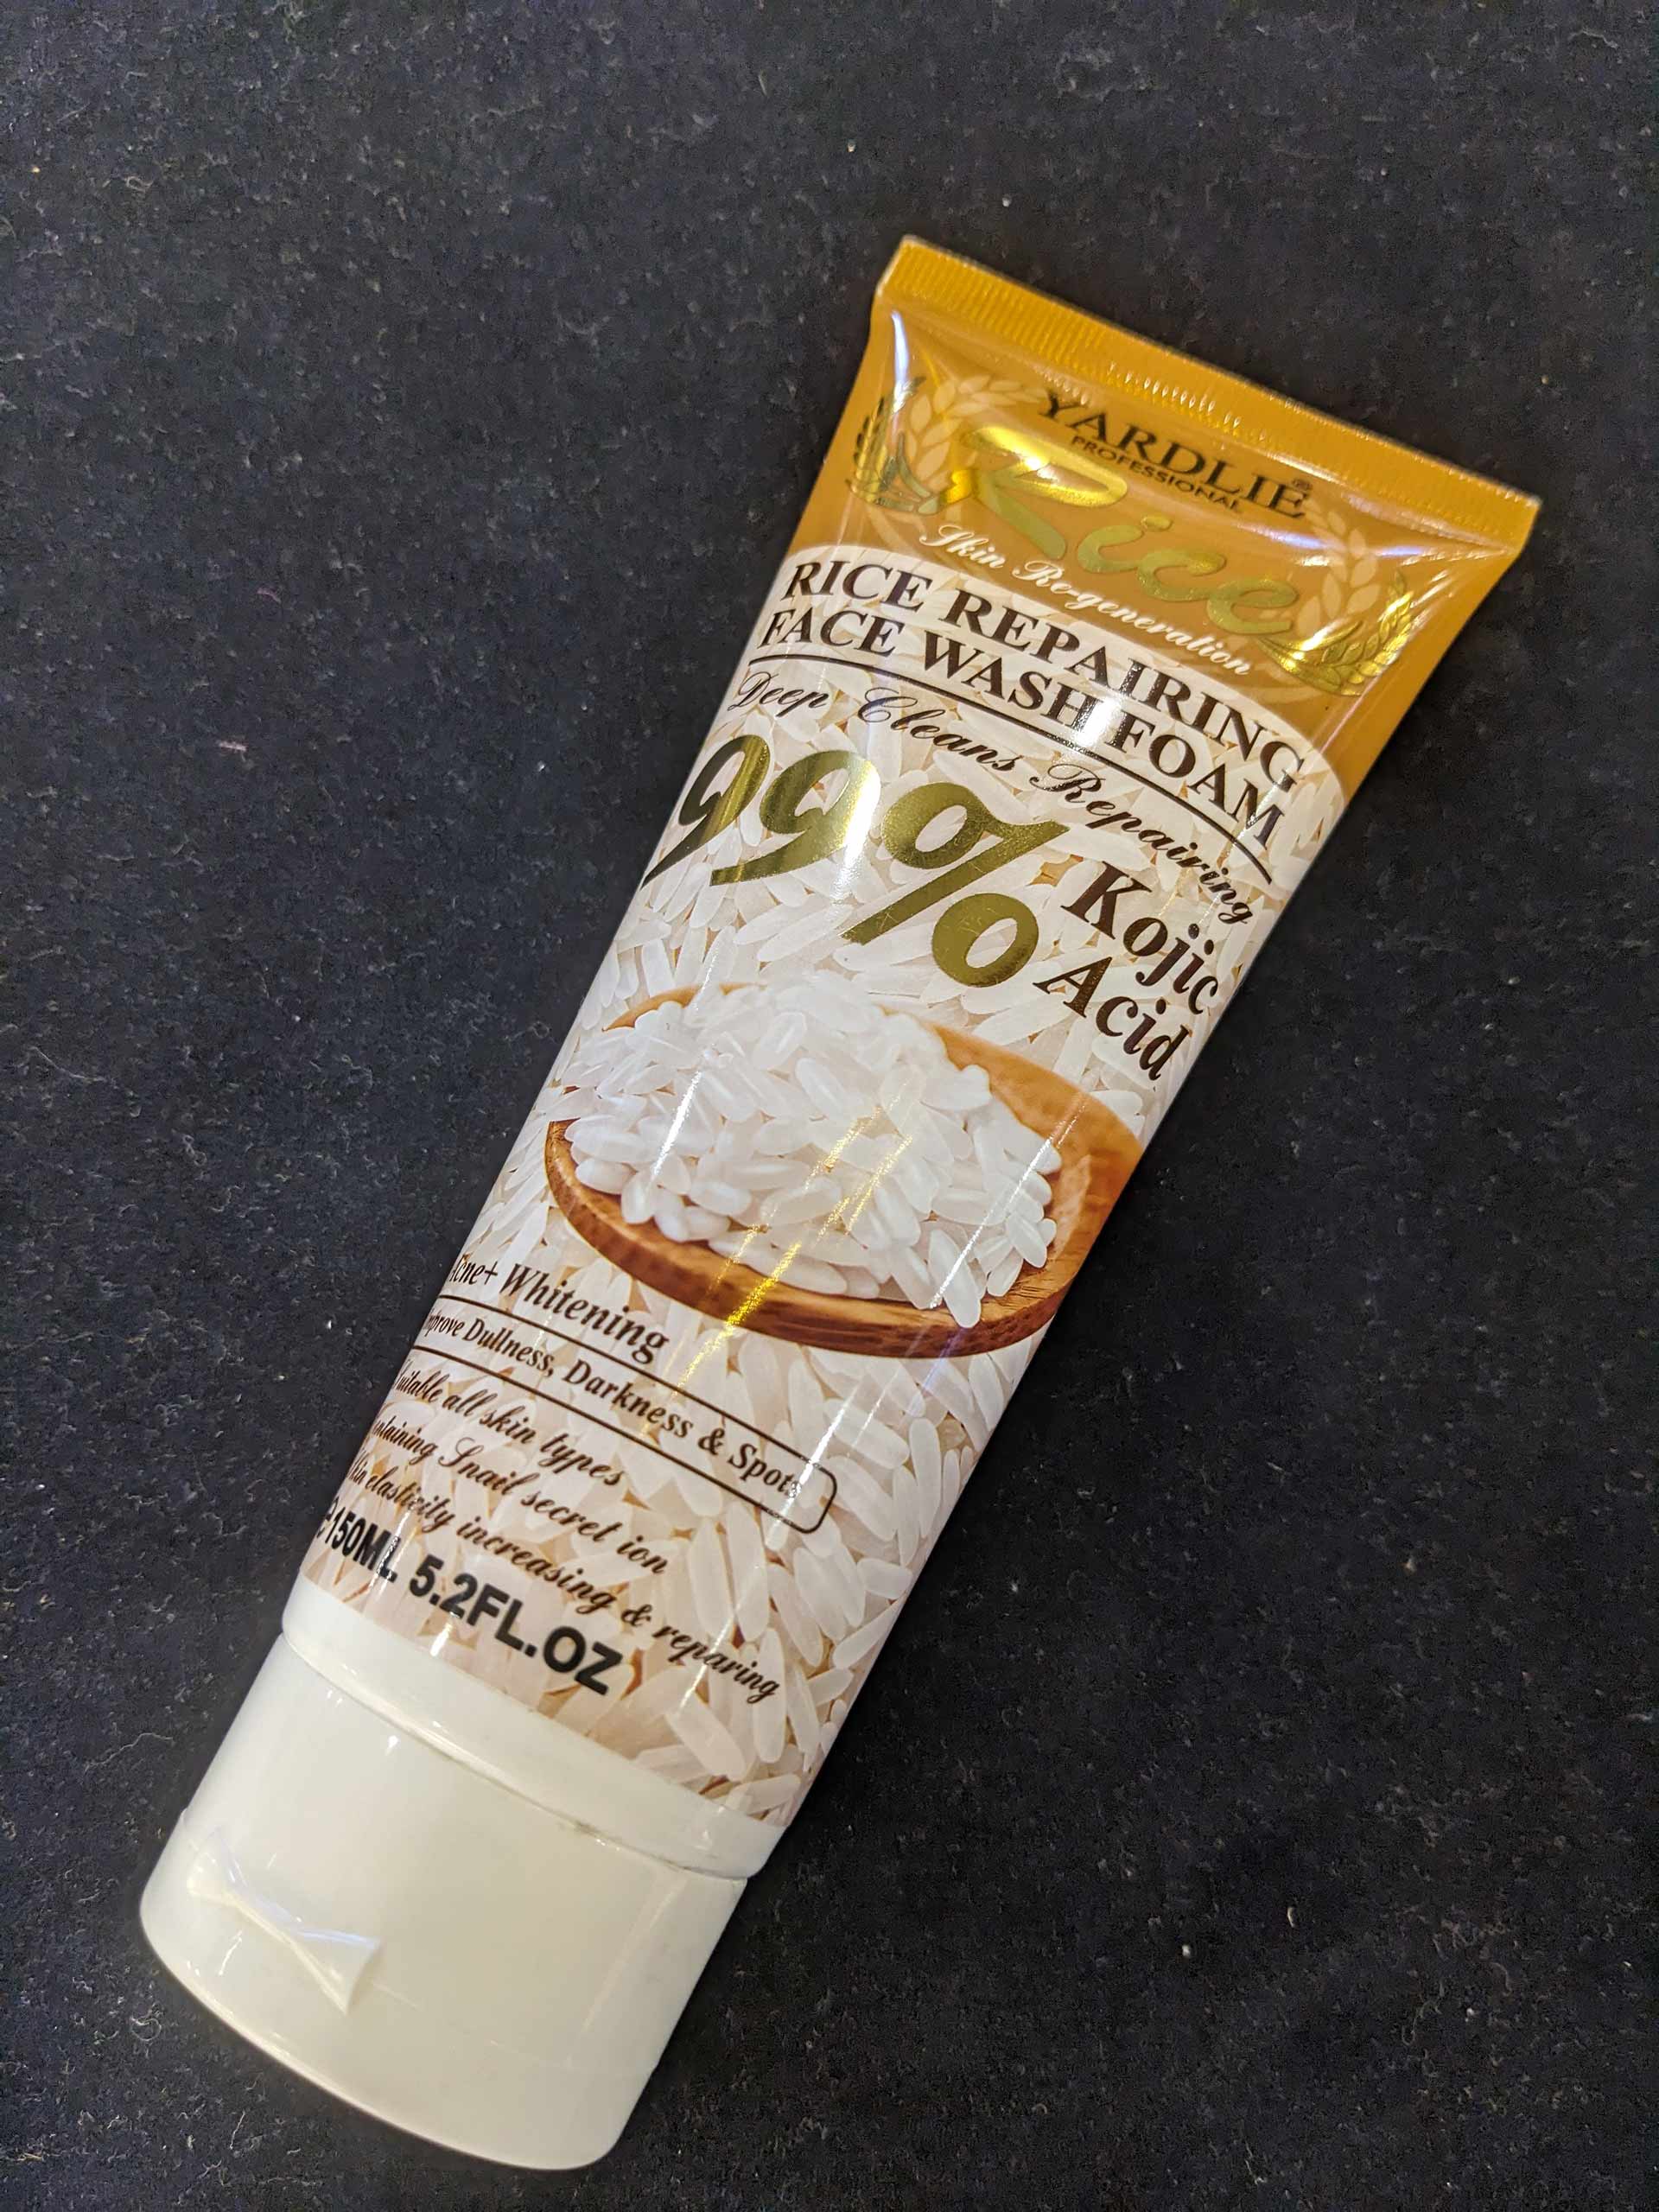 YARDLIE®
PROFESSIONAL
Rice
Skin Re-generation
RICE REPAIRING
FACE WASH FOAM
Deep Cleans Repairing
99% Kojic
Acid
Whitening
Dullness, Darkness & Spots
all skin types
Snail secret ion
elastizity increasing & reparing
150ML 5.2FL.OZ